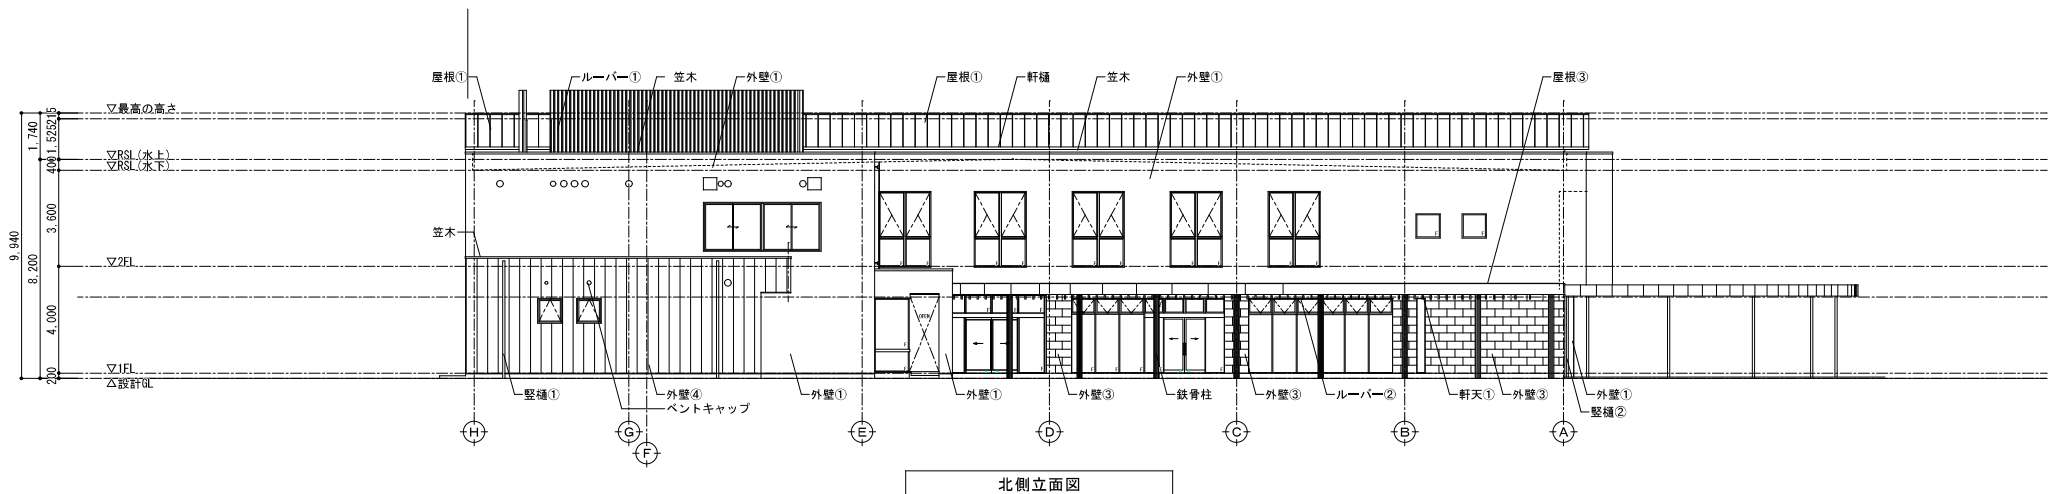 屋根① ルーバー① 笠木 外壁① 屋根① 軒樋 笠木 外壁① 屋根③
▽最高の高さ
215
1,525
1,740
▽RSL(水上)
400
▽RSL(水下)
3,600
笠木
9,940
8,200
▽2FL
4,000
OPEN
▽1FL
200
△設計GL
竪樋① 外壁④ 外壁① 外壁① 外壁③ 鉄骨柱 外壁③ ルーバー② 軒天① 外壁③ 外壁①
ベントキャップ 竪樋②
H G E D C B A
F
北側立面図